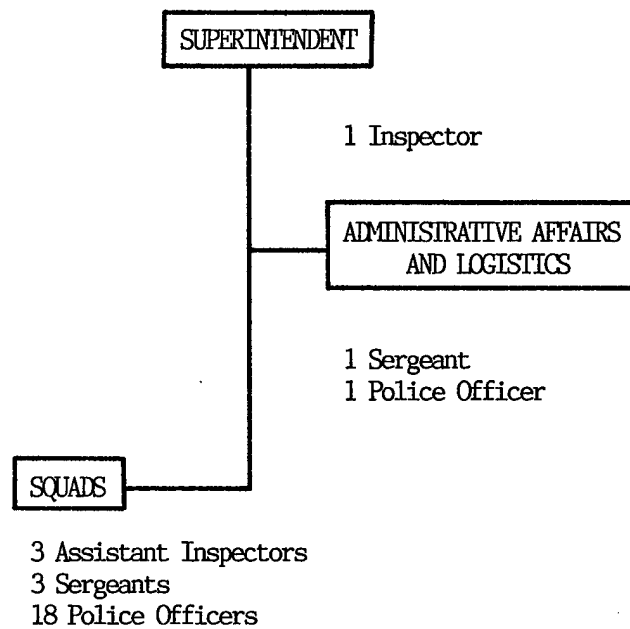 SUPERINTENDENT
1 Inspector
ADMINISTRATIVE AFFAIRS
AND LOGISTICS
1 Sergeant
1 Police Officer
SQUADS
3 Assistant Inspectors
3 Sergeants
18 Police Officers